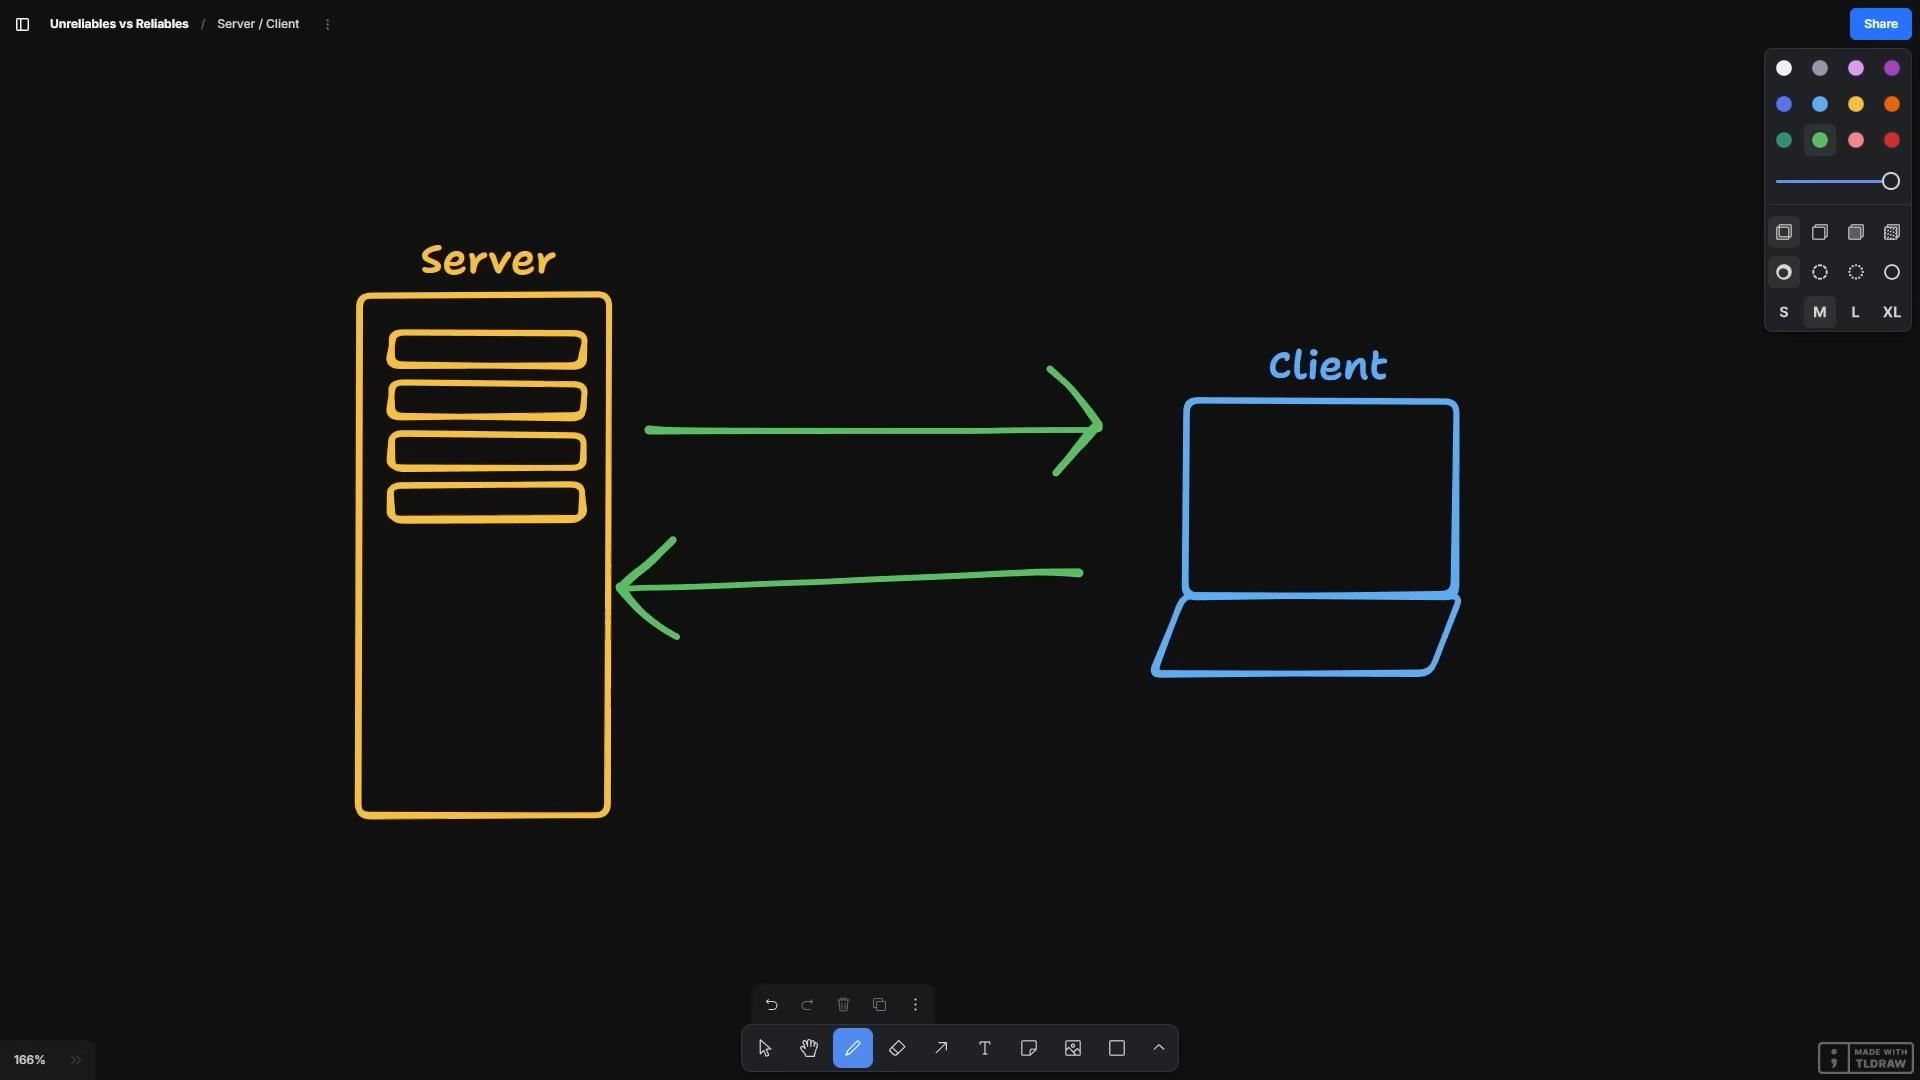 Unreliables vs Reliables / Server / Client
Share
S M L XL
Server
Client
166%
MADE WITH
TLDRAW